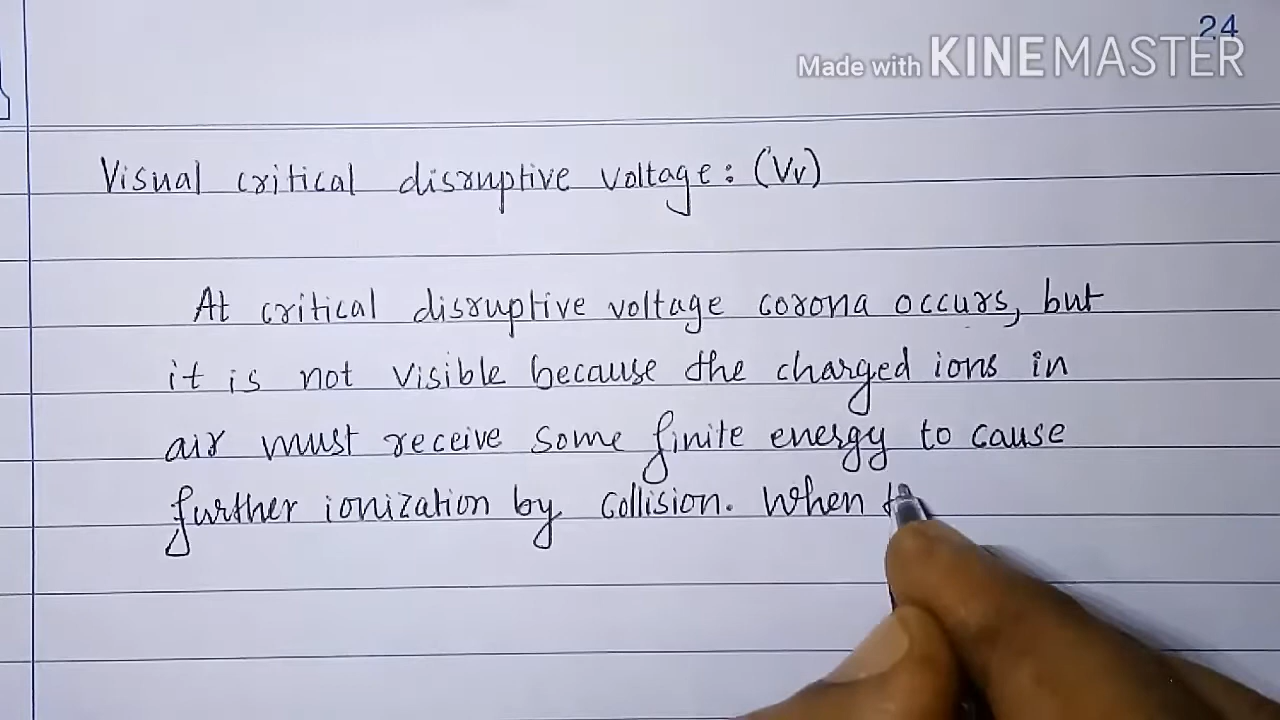 24
Made with KINEMASTER
Visual critical disruptive voltage: (Vv)
At critical disruptive voltage corona occurs, but
it is not visible because the charged ions in
air must receive some finite energy to cause
further ionization by collision. When